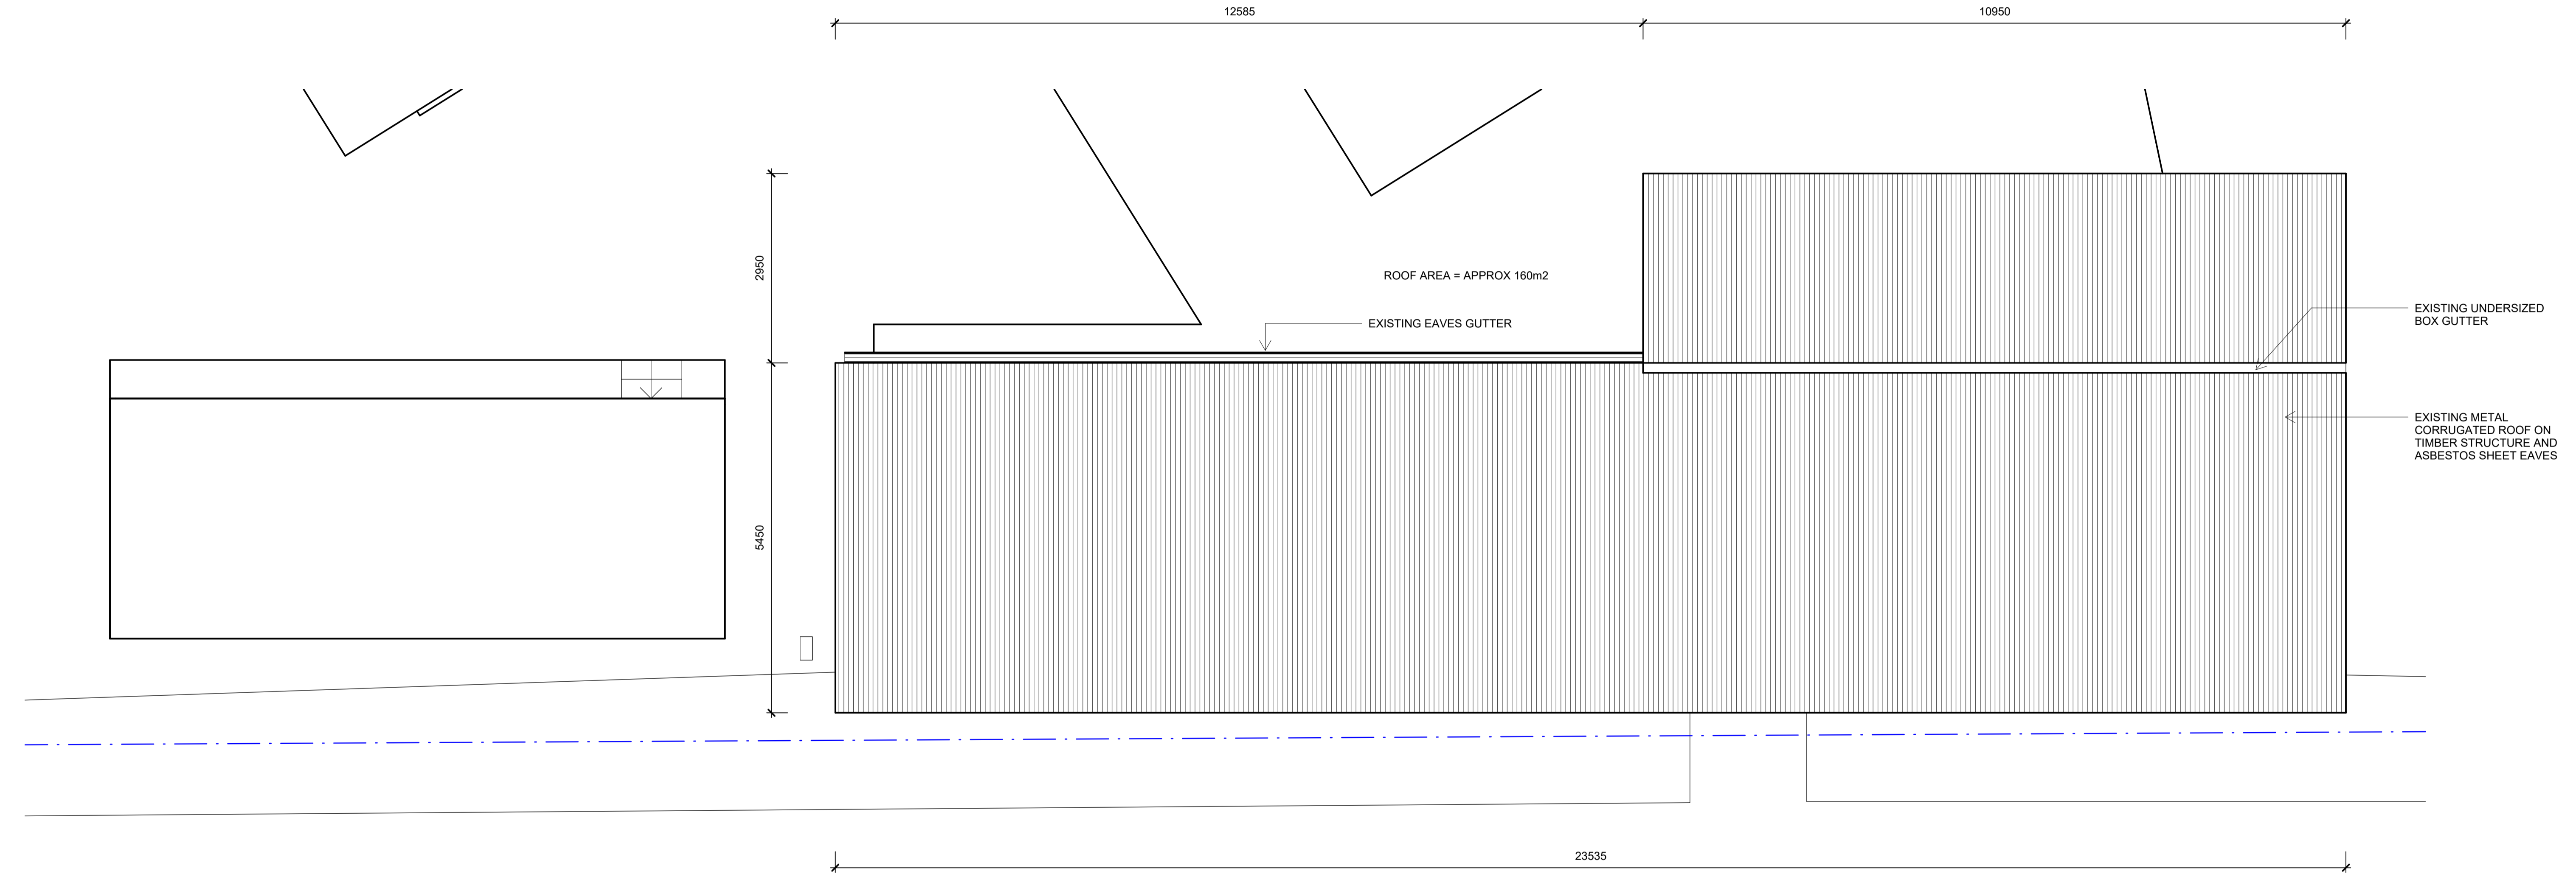 12585
10950
2950
ROOF AREA = APPROX 160m2
EXISTING EAVES GUTTER
EXISTING UNDERSIZED
BOX GUTTER
EXISTING METAL
CORRUGATED ROOF ON
TIMBER STRUCTURE AND
ASBESTOS SHEET EAVES
5450
23535